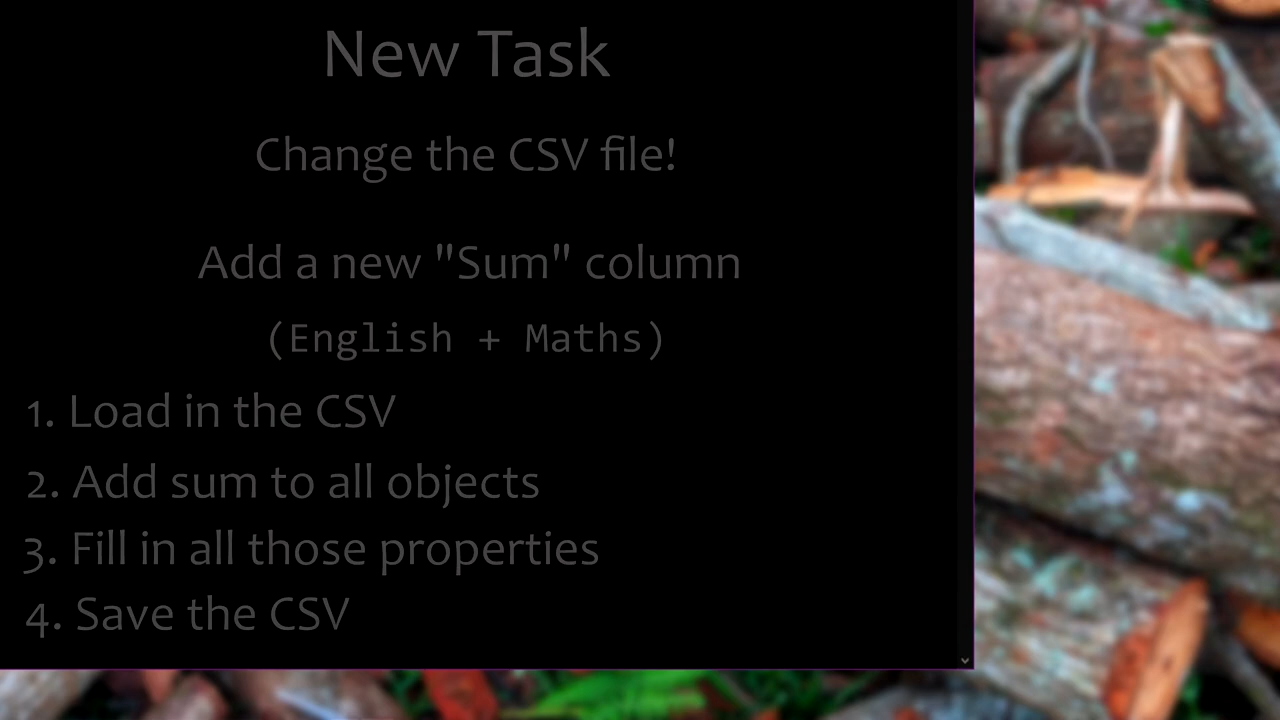 New Task
Change the CSV file!
Add a new "Sum" column
(English + Maths)
1. Load in the CSV
2. Add sum to all objects
3. Fill in all those properties
4. Save the CSV